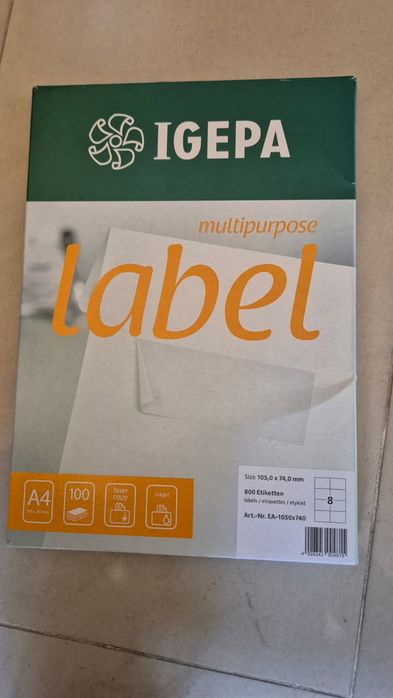 IGEPA
multipurpose
label
Size 105,0 x 74,0 mm
800 Etiketten
labels / etiquettes / etykiet
Art.-Nr. EA-1050x740
8
A4
100
laser
copy
inkjet